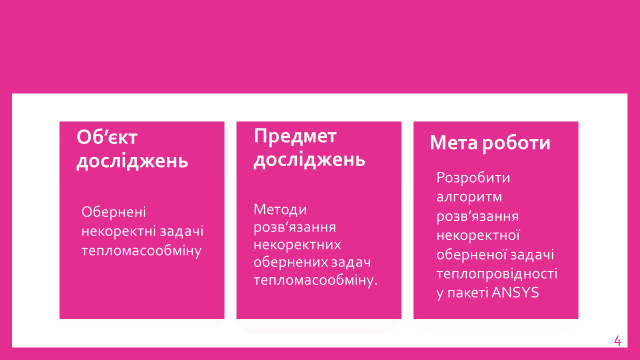 Об’єкт
досліджень
Обернені
некоректні задачі
тепломасообміну
Предмет
досліджень
Методи
розв’язання
некоректних
обернених задач
тепломасообміну.
Мета роботи
Розробити
алгоритм
розв’язання
некоректної
оберненої задачі
теплопровідності
у пакеті ANSYS
4